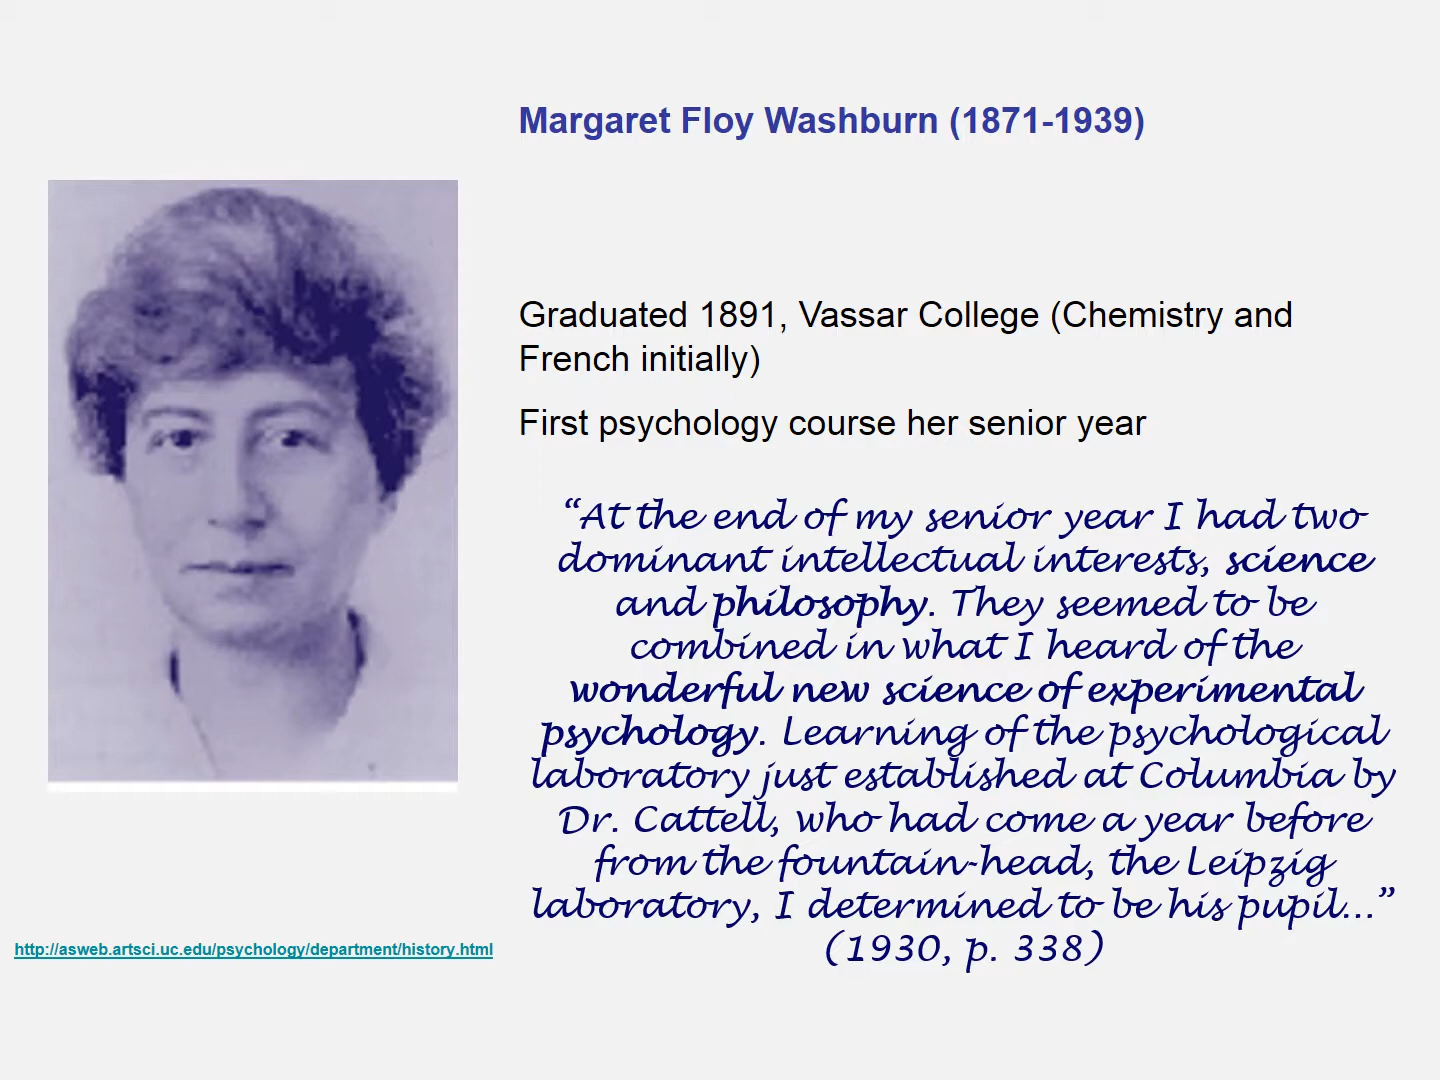 Margaret Floy Washburn (1871-1939)
Graduated 1891, Vassar College (Chemistry and
French initially)
First psychology course her senior year
“At the end of my senior year I had two
dominant intellectual interests, science
and philosophy. They seemed to be
combined in what I heard of the
wonderful new science of experimental
psychology. Learning of the psychological
laboratory just established at Columbia by
Dr. Cattell, who had come a year before
from the fountain-head, the Leipzig
laboratory, I determined to be his pupil…”
(1930, p. 338)
http://asweb.artsci.uc.edu/psychology/department/history.html